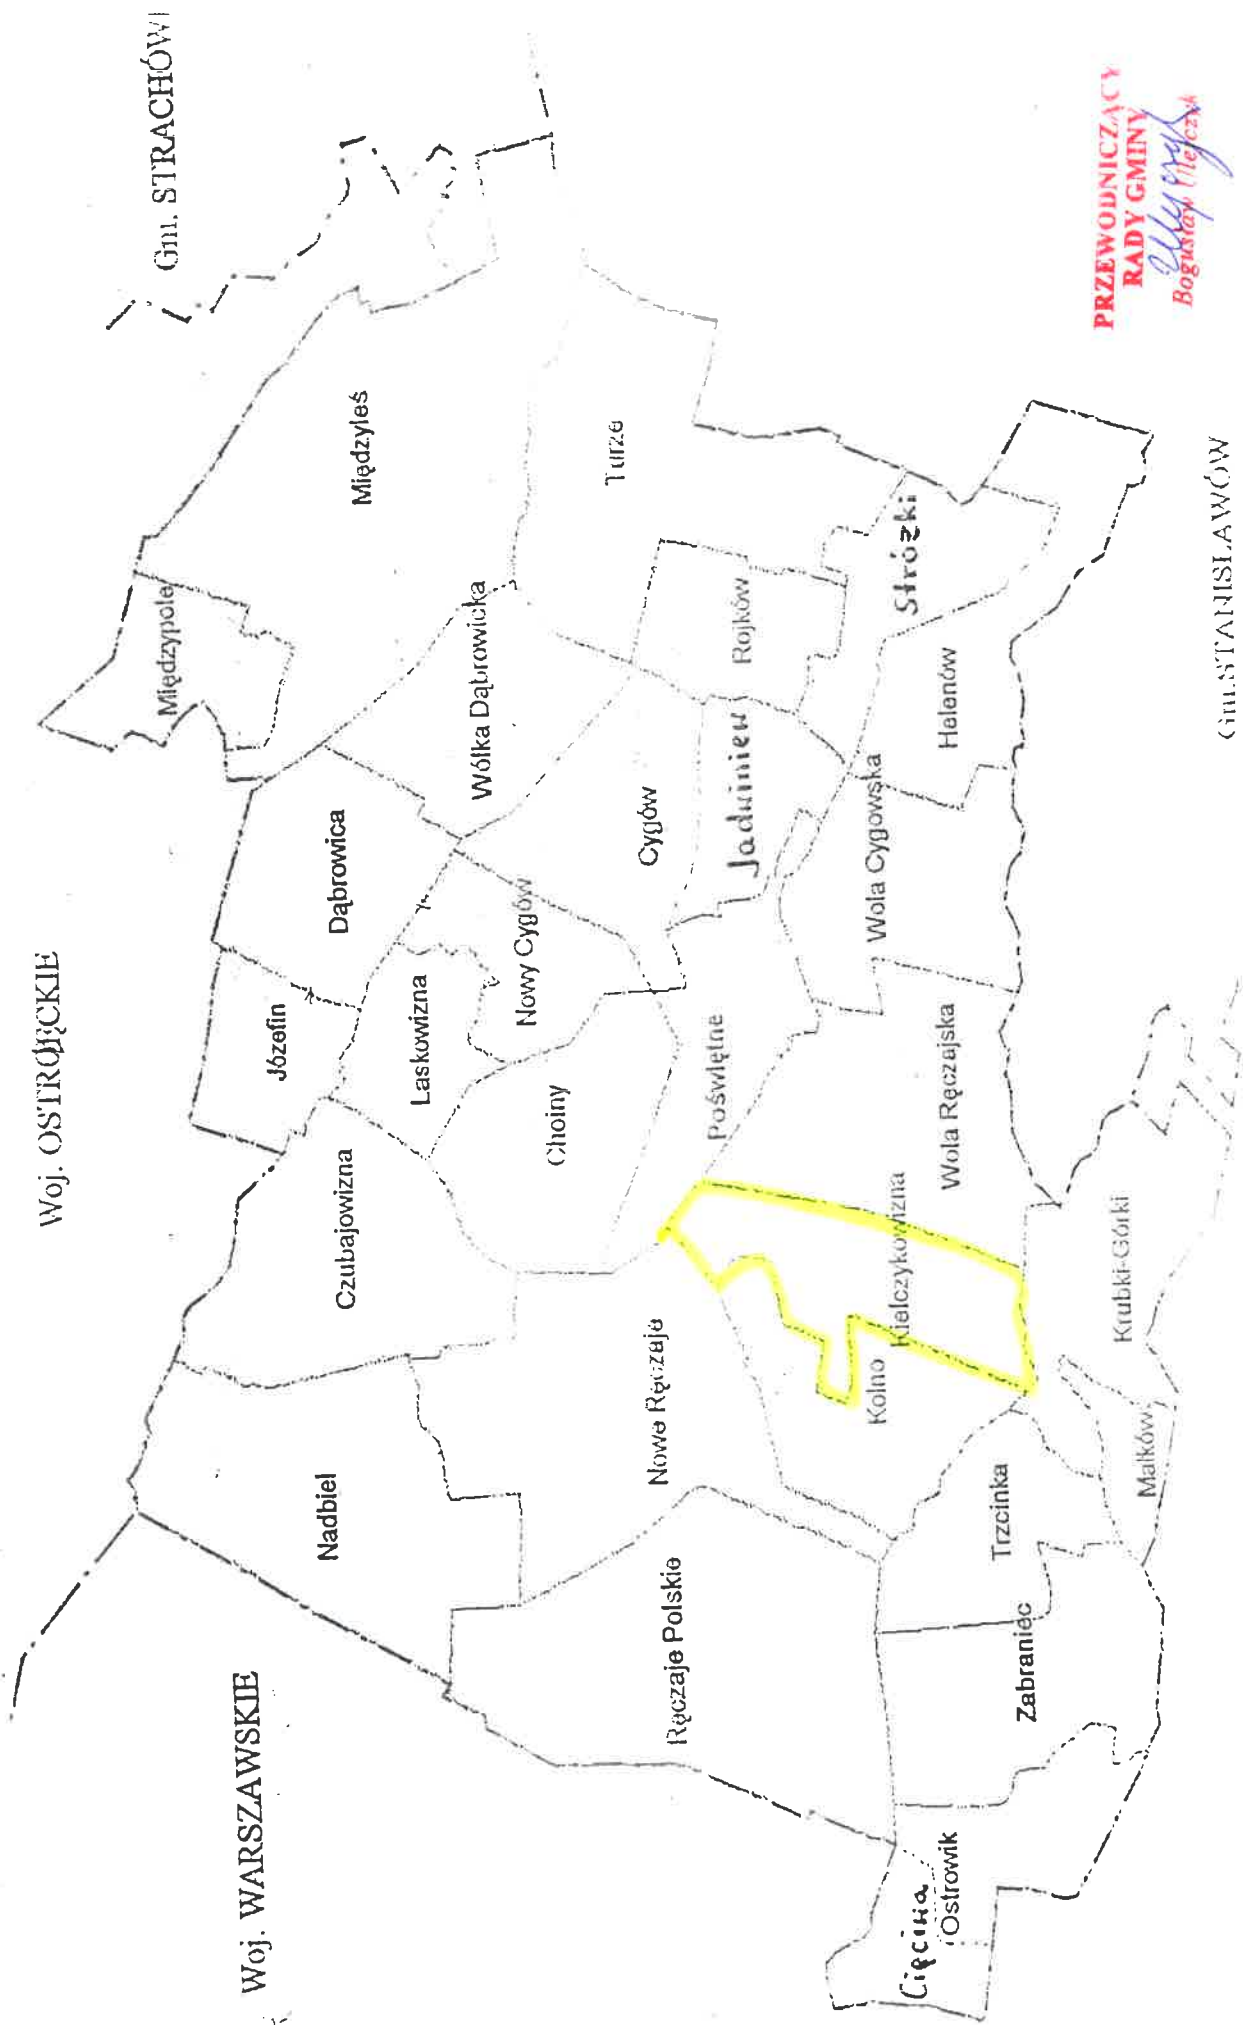 Woj. WARSZAWSKIE
Woj. OSTROŁĘCKIE
Gm. STRACHÓW
Nadbiel
Czubajowizna
Józefin
Dąbrowica
Międzypole
Międzyleś
Laskowizna
Nowy Cygów
Wólka Dąbrowicka
Choiny
Turze
Ręczaje Polskie
Nowe Ręczaje
Poświętne
Cygów
Jadwiniew
Rojków
Stróżki
Kolno
Kielczykowizna
Wola Ręczajska
Wola Cygowska
Helenów
Cięciwa
Ostrowik
Zabraniec
Trzcinka
Małków
Krubki-Górki
Gm. STANISŁAWÓW
PRZEWODNICZĄCY
RADY GMINY
Bogusław